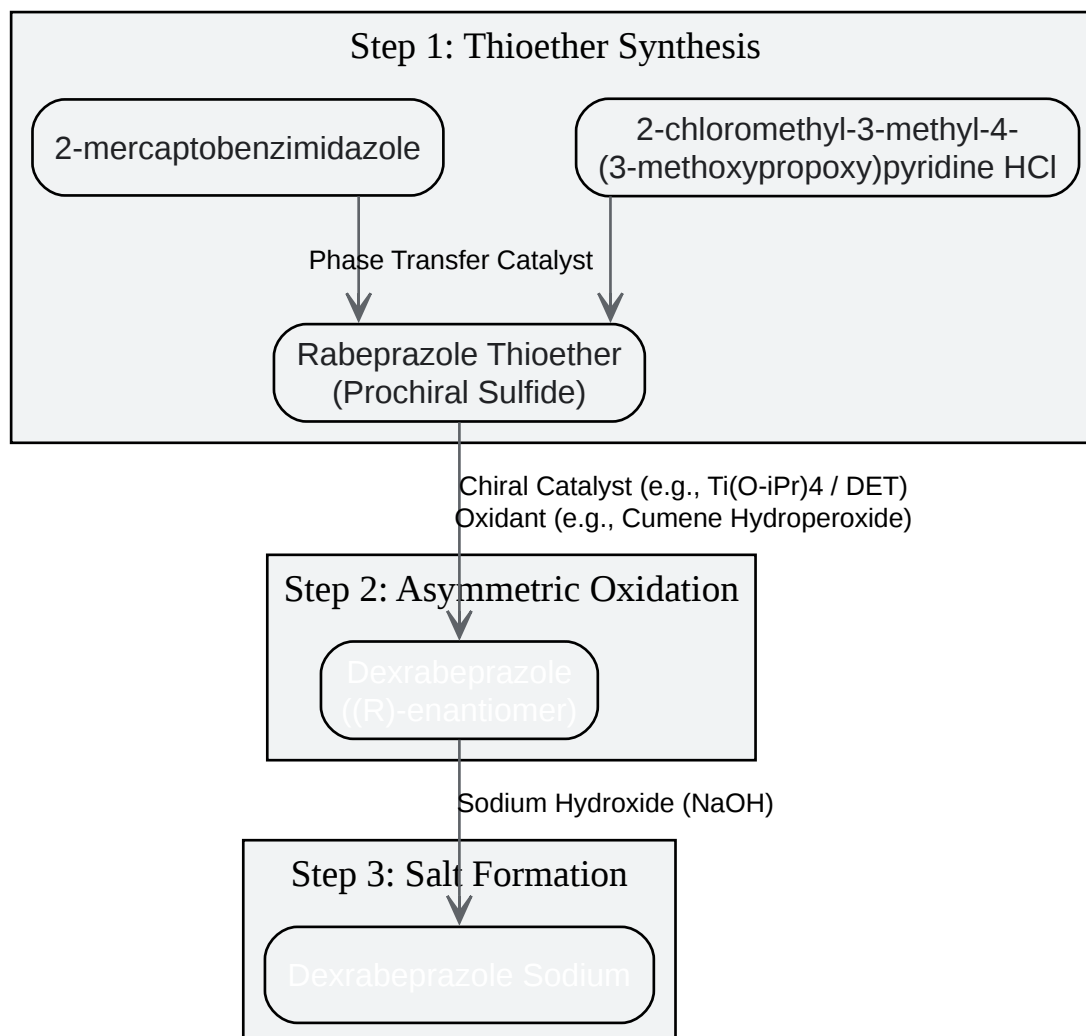 Step 1: Thioether Synthesis
2-mercaptobenzimidazole
2-chloromethyl-3-methyl-4-
(3-methoxypropoxy)pyridine HCl
Phase Transfer Catalyst
Rabeprazole Thioether
(Prochiral Sulfide)
Chiral Catalyst (e.g., Ti(O-iPr)4 / DET)
Oxidant (e.g., Cumene Hydroperoxide)
Step 2: Asymmetric Oxidation
Dexrabeprazole
((R)-enantiomer)
Sodium Hydroxide (NaOH)
Step 3: Salt Formation
Dexrabeprazole Sodium